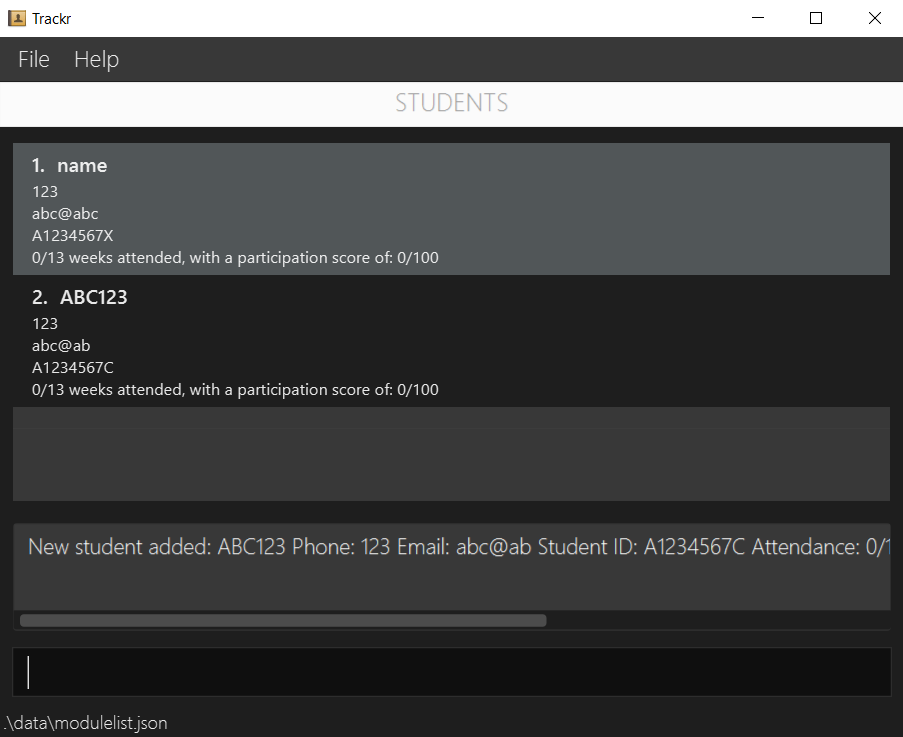 Trackr
File Help
STUDENTS
1. name
123
abc@abc
A1234567X
0/13 weeks attended, with a participation score of: 0/100
2. ABC123
123
abc@ab
A1234567C
0/13 weeks attended, with a participation score of: 0/100
New student added: ABC123 Phone: 123 Email: abc@ab Student ID: A1234567C Attendance: 0/1
.\data\modulelist.json